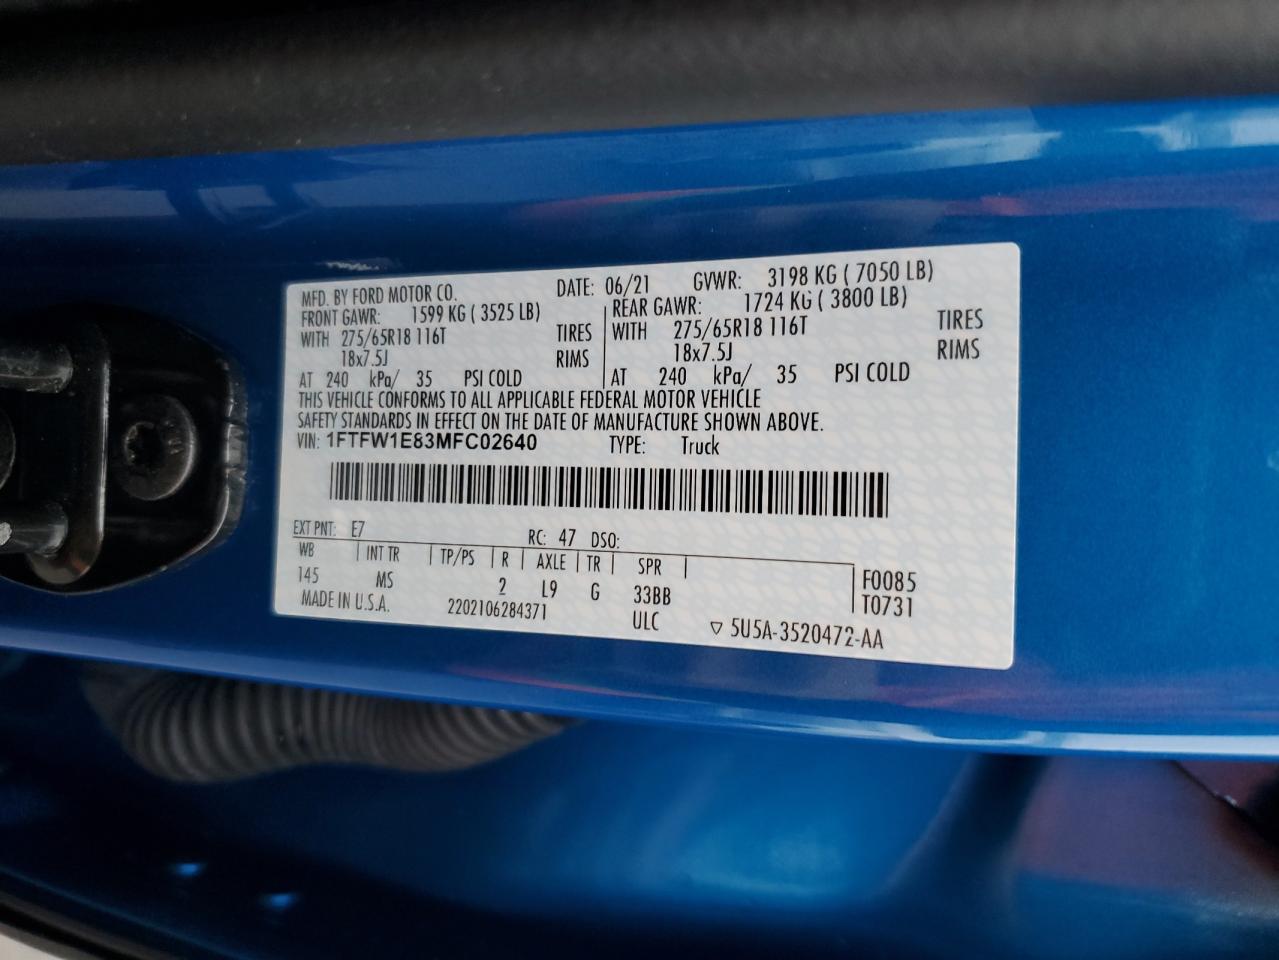 MFD. BY FORD MOTOR CO. DATE: 06/21 GVWR: 3198 KG ( 7050 LB)
FRONT GAWR: 1599 KG ( 3525 LB) REAR GAWR: 1724 KG ( 3800 LB)
WITH 275/65R18 116T TIRES WITH 275/65R18 116T TIRES
18x7.5J RIMS 18x7.5J RIMS
AT 240 kPa/ 35 PSI COLD AT 240 kPa/ 35 PSI COLD
THIS VEHICLE CONFORMS TO ALL APPLICABLE FEDERAL MOTOR VEHICLE
SAFETY STANDARDS IN EFFECT ON THE DATE OF MANUFACTURE SHOWN ABOVE.
VIN: 1FTFW1E83MFC02640 TYPE: Truck
EXT PNT: E7 RC: 47 DSO:
WB INT TR TP/PS R AXLE TR SPR
145 MS 2 L9 G 33BB F0085
T0731
MADE IN U.S.A. 2202106284371 ULC ▽ 5U5A-3520472-AA